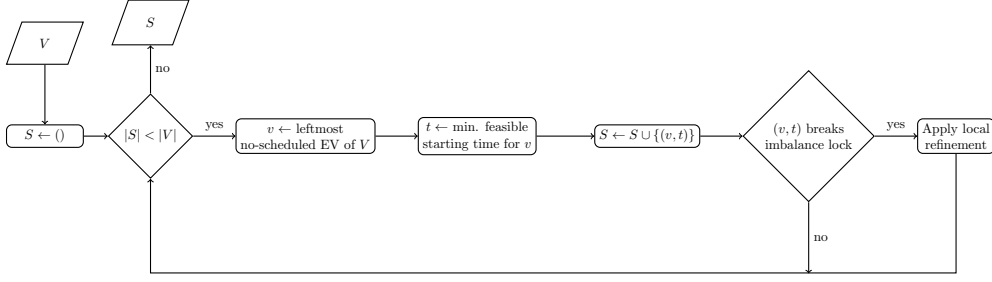 S
V
no
S ← ()
|S| < |V|
yes
v ← leftmost
no-scheduled EV of V
t ← min. feasible
starting time for v
S ← S ∪ {(v, t)}
(v, t) breaks
imbalance lock
yes
Apply local
refinement
no